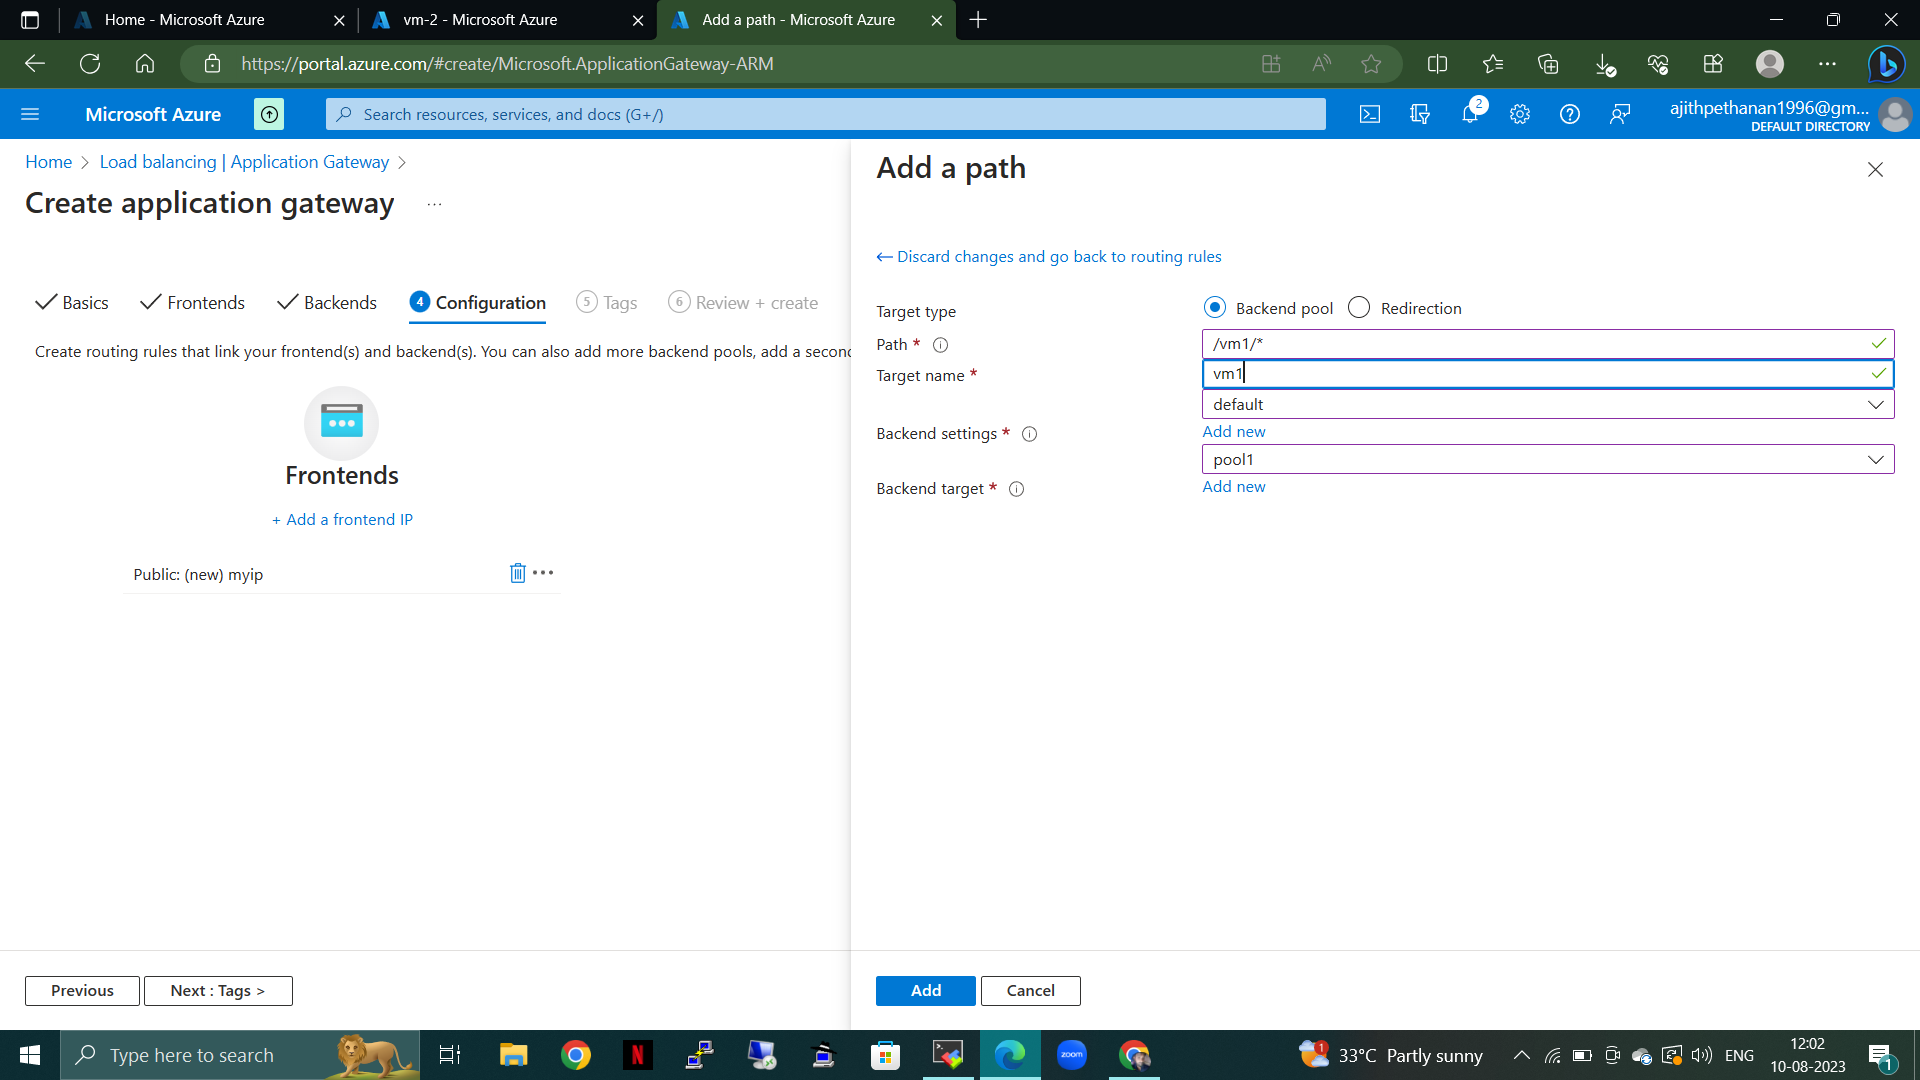 Home - Microsoft Azure
vm-2 - Microsoft Azure
Add a path - Microsoft Azure
https://portal.azure.com/#create/Microsoft.ApplicationGateway-ARM
Microsoft Azure
Search resources, services, and docs (G+/)
2
ajithpethanan1996@gm...
DEFAULT DIRECTORY
Home > Load balancing | Application Gateway >
Create application gateway ...
Basics
Frontends
Backends
4 Configuration
5 Tags
6 Review + create
Create routing rules that link your frontend(s) and backend(s). You can also add more backend pools, add a secon
Frontends
+ Add a frontend IP
Public: (new) myip
Previous
Next : Tags >
Add a path
← Discard changes and go back to routing rules
Target type
Backend pool
Redirection
Path *
/vm1/*
Target name *
vm1
default
Backend settings *
Add new
pool1
Backend target *
Add new
Add
Cancel
Type here to search
zoom
1
33°C Partly sunny
ENG
12:02
10-08-2023
1